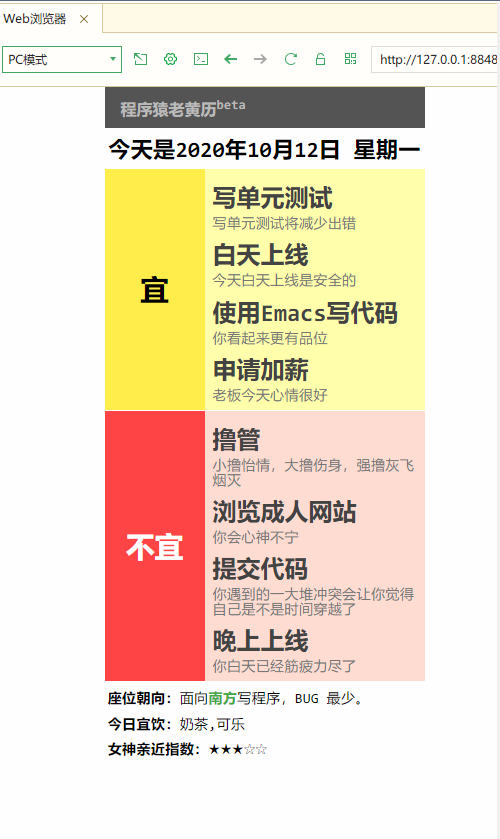 Web浏览器
PC模式
http://127.0.0.1:8848
程序猿老黄历beta
今天是2020年10月12日 星期一
宜
写单元测试
写单元测试将减少出错
白天上线
今天白天上线是安全的
使用Emacs写代码
你看起来更有品位
申请加薪
老板今天心情很好
不宜
撸管
小撸怡情，大撸伤身，强撸灰飞
烟灭
浏览成人网站
你会心神不宁
提交代码
你遇到的一大堆冲突会让你觉得
自己是不是时间穿越了
晚上上线
你白天已经筋疲力尽了
座位朝向：面向南方写程序，BUG 最少。
今日宜饮：奶茶,可乐
女神亲近指数：★★★☆☆